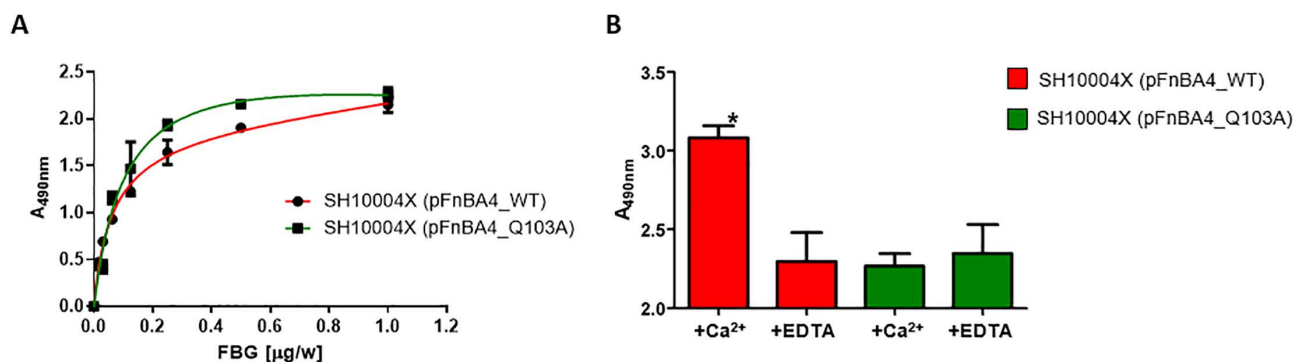 A
2.5
2.0
1.5
1.0
0.5
0.0
A490nm
0.0 0.2 0.4 0.6 0.8 1.0 1.2
FBG [µg/w]
SH10004X (pFnBA4_WT)
SH10004X (pFnBA4_Q103A)
B
3.5
3.0
2.5
2.0
A490nm
*
+Ca²⁺ +EDTA +Ca²⁺ +EDTA
SH10004X (pFnBA4_WT)
SH10004X (pFnBA4_Q103A)